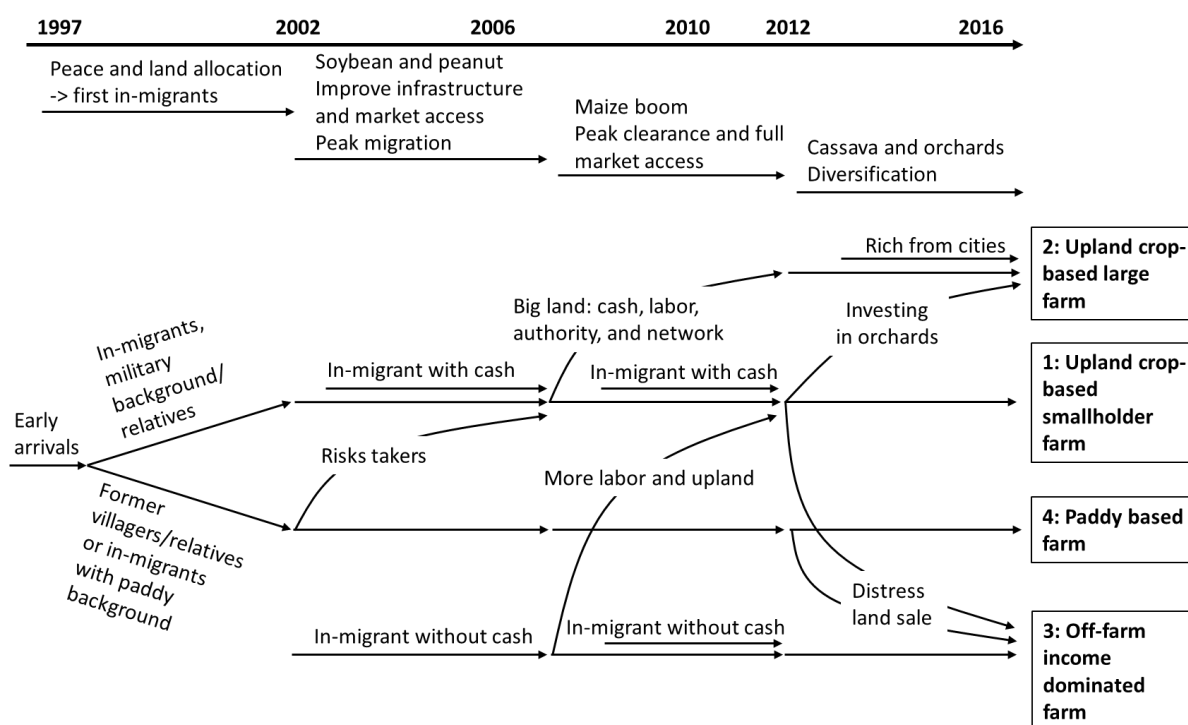 1997 2002 2006 2010 2012 2016
Peace and land allocation
-> first in-migrants
Soybean and peanut
Improve infrastructure
and market access
Peak migration
Maize boom
Peak clearance and full
market access
Cassava and orchards
Diversification
Rich from cities
2: Upland crop-
based large
farm
Big land: cash, labor,
authority, and network
Investing
in orchards
In-migrants,
military
background/
relatives
In-migrant with cash
In-migrant with cash
1: Upland crop-
based
smallholder
farm
Early
arrivals
Risks takers
More labor and upland
Former
villagers/relatives
or in-migrants
with paddy
background
4: Paddy based
farm
Distress
land sale
In-migrant without cash
In-migrant without cash
3: Off-farm
income
dominated
farm